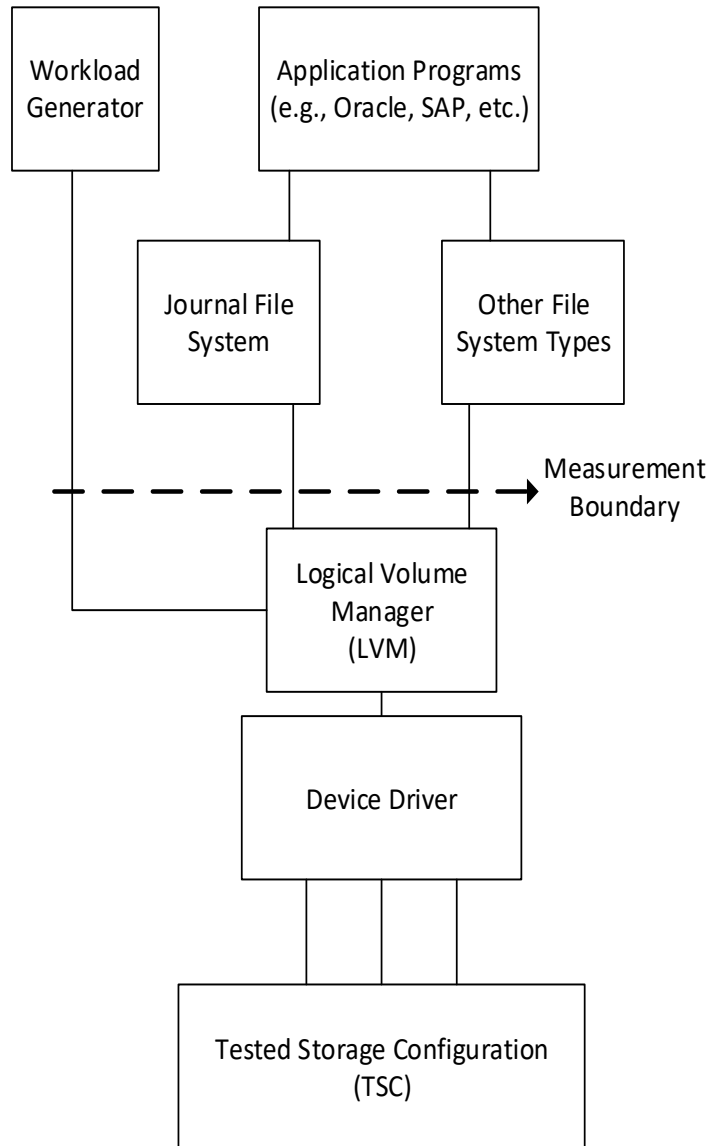 Workload
Generator
Application Programs
(e.g., Oracle, SAP, etc.)
Journal File
System
Other File
System Types
Measurement
Boundary
Logical Volume
Manager
(LVM)
Device Driver
Tested Storage Configuration
(TSC)